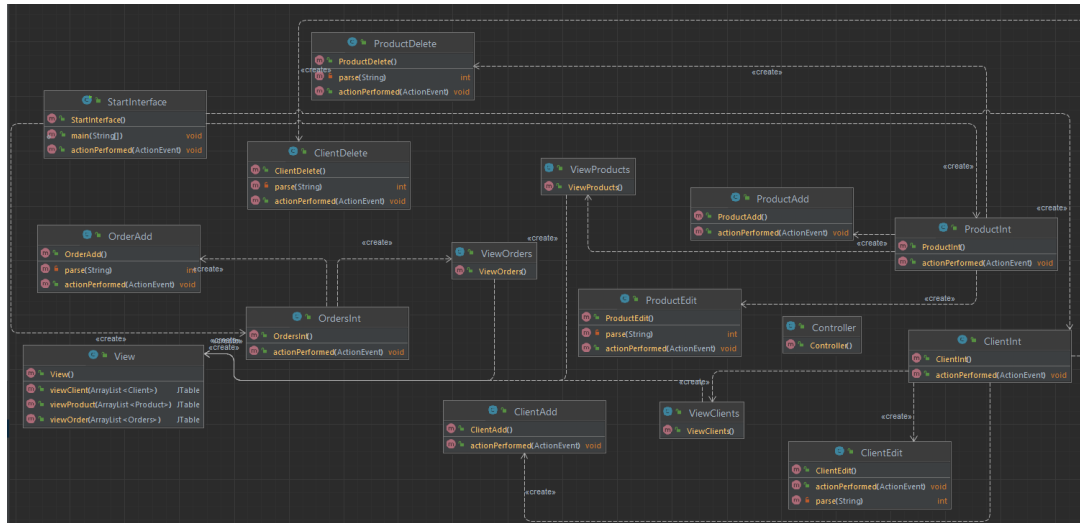 ProductDelete
ProductDelete()
parse(String) int
actionPerformed(ActionEvent) void
«create»
«create»
StartInterface
StartInterface()
main(String[]) void
actionPerformed(ActionEvent) void
ClientDelete
ClientDelete()
parse(String) int
actionPerformed(ActionEvent) void
ViewProducts
ViewProducts()
«create»
ProductAdd
ProductAdd()
actionPerformed(ActionEvent) void
«create»
ProductInt
ProductInt()
actionPerformed(ActionEvent) void
«create»
OrderAdd
OrderAdd()
parse(String) int
actionPerformed(ActionEvent) void
«create»
«create»
«create»
ViewOrders
ViewOrders()
ProductEdit
ProductEdit()
parse(String) int
actionPerformed(ActionEvent) void
«create»
OrdersInt
OrdersInt()
actionPerformed(ActionEvent) void
Controller
Controller()
ClientInt
ClientInt()
actionPerformed(ActionEvent) void
«create»
«create»
«create»
View
View()
viewClient(ArrayList<Client>) JTable
viewProduct(ArrayList<Product>) JTable
viewOrder(ArrayList<Orders>) JTable
«create»
ViewClients
ViewClients()
ClientAdd
ClientAdd()
actionPerformed(ActionEvent) void
«create»
ClientEdit
ClientEdit()
actionPerformed(ActionEvent) void
parse(String) int
«create»